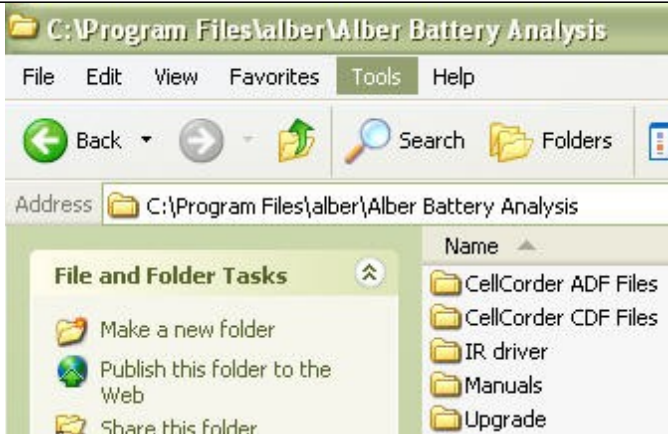 C:\Program Files\alber\Alber Battery Analysis
File Edit View Favorites Tools Help
Back Search Folders
Address C:\Program Files\alber\Alber Battery Analysis
Name
File and Folder Tasks
Make a new folder
Publish this folder to the
Web
Share this folder
CellCorder ADF Files
CellCorder CDF Files
IR driver
Manuals
Upgrade